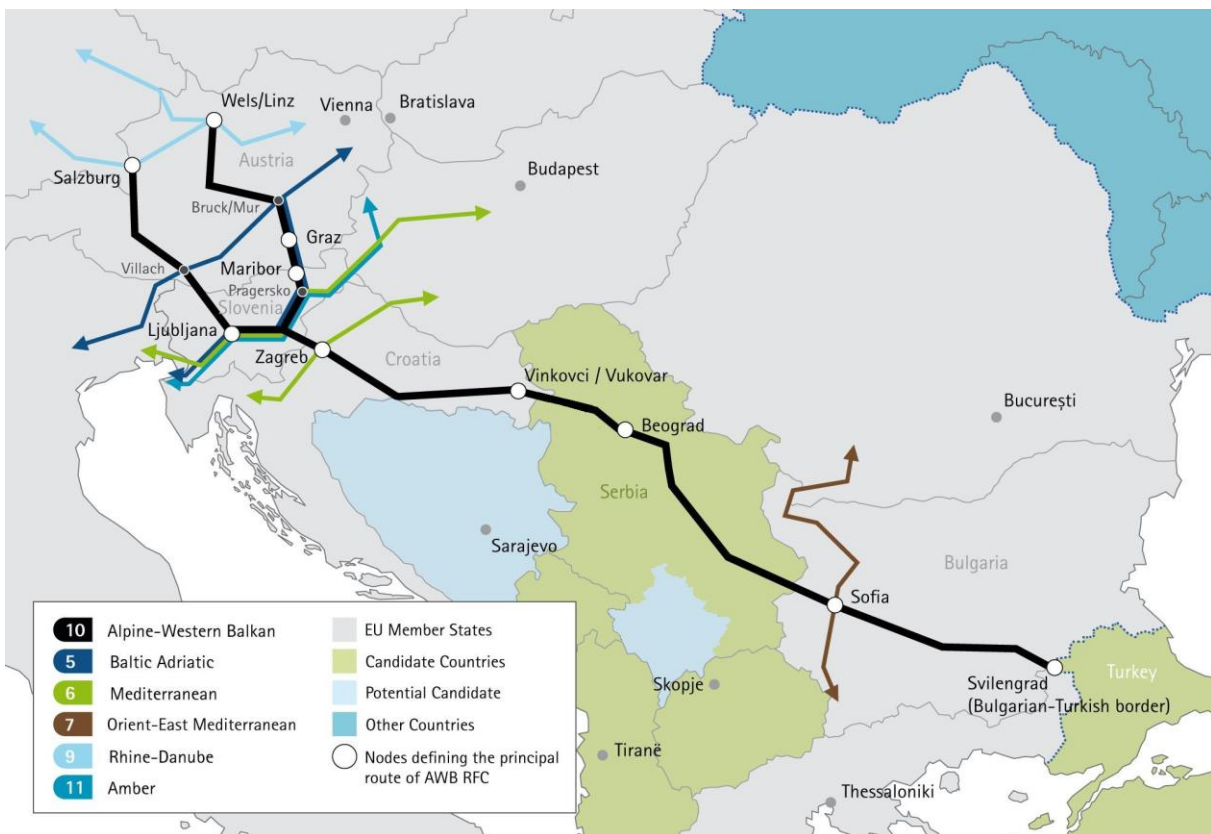 Wels/Linz
Vienna
Bratislava
Austria
Salzburg
Budapest
Bruck/Mur
Graz
Villach
Maribor
Pragersko
Slovenia
Ljubljana
Zagreb
Croatia
Vinkovci / Vukovar
Beograd
București
Serbia
Sarajevo
Bulgaria
Sofia
Skopje
Turkey
Svilengrad
(Bulgarian-Turkish border)
Tiranë
Thessaloniki
10 Alpine-Western Balkan
5 Baltic Adriatic
6 Mediterranean
7 Orient-East Mediterranean
9 Rhine-Danube
11 Amber
EU Member States
Candidate Countries
Potential Candidate
Other Countries
Nodes defining the principal
route of AWB RFC